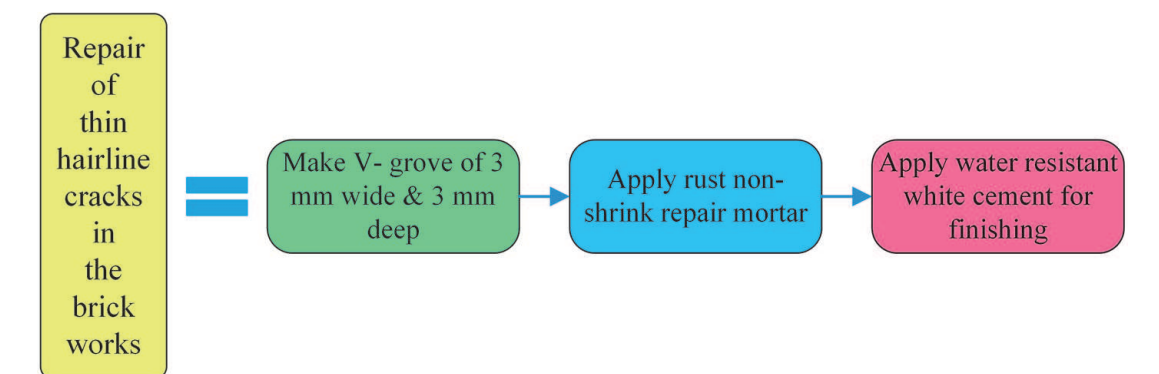 Repair
of
thin
hairline
cracks
in
the
brick
works
Make V- grove of 3
mm wide & 3 mm
deep
Apply rust non-
shrink repair mortar
Apply water resistant
white cement for
finishing